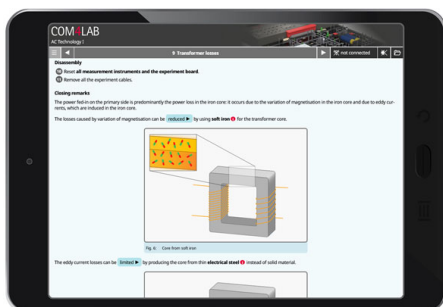 COM4LAB
AC Technology I
9 Transformer losses
not connected
Disassembly
Reset all measurement instruments and the experiment board.
Remove all the experiment cables.
Closing remarks
The power fed-in on the primary side is predominantly the power loss in the iron core: it occurs due to the variation of magnetisation in the iron core and due to eddy cur-
rents, which are induced in the iron core.
The losses caused by variation of magnetisation can be reduced by using soft iron for the transformer core.
Fig. 6: Core from soft iron
The eddy current losses can be limited by producing the core from thin electrical steel instead of solid material.